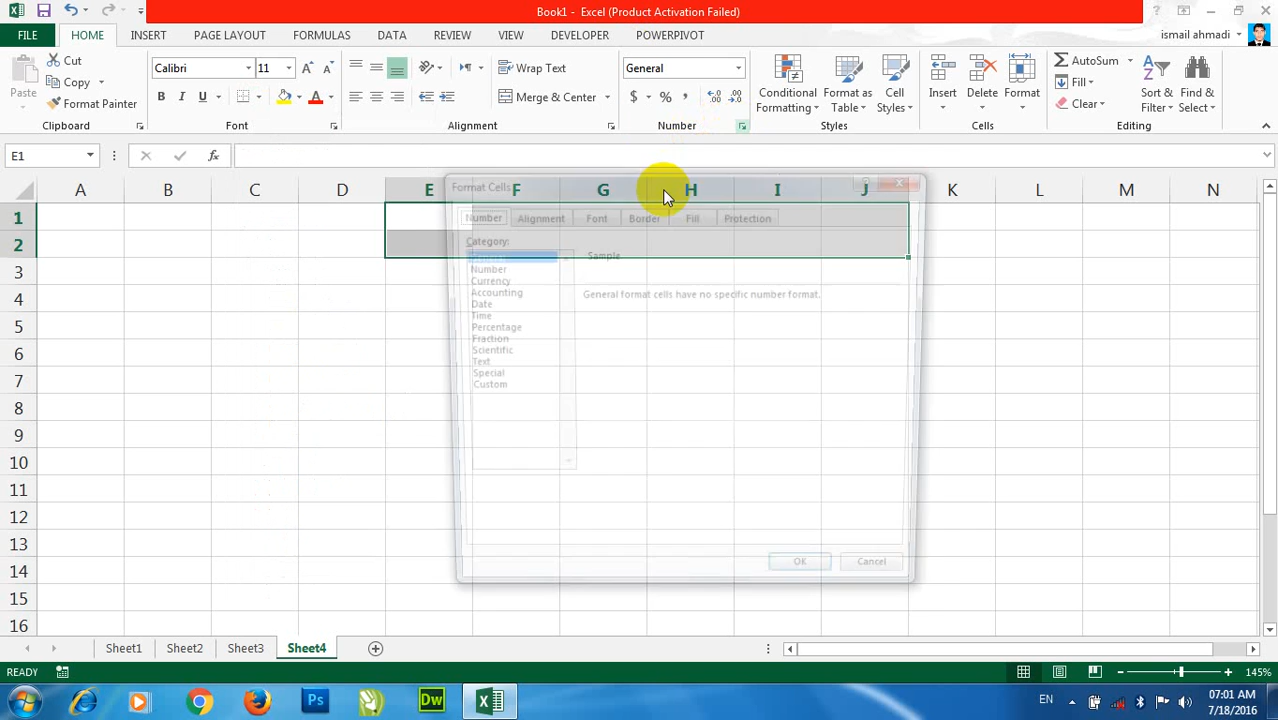 Book1 - Excel (Product Activation Failed)
FILE HOME INSERT PAGE LAYOUT FORMULAS DATA REVIEW VIEW DEVELOPER POWERPIVOT ismail ahmadi
Paste
Cut
Copy
Format Painter
Clipboard
Calibri 11
B I U
Font
Wrap Text
Merge & Center
Alignment
General
$ % ,
Number
Conditional Formatting
Format as Table
Cell Styles
Styles
Insert Delete Format
Cells
AutoSum
Fill
Clear
Sort & Filter
Find & Select
Editing
E1
fx
A B C D E F G H I J K L M N
1
2
3
4
5
6
7
8
9
10
11
12
13
14
15
16
Format Cells
Number Alignment Font Border Fill Protection
Category:
General
Number
Currency
Accounting
Date
Time
Percentage
Fraction
Scientific
Text
Special
Custom
Sample
General format cells have no specific number format.
OK Cancel
Sheet1 Sheet2 Sheet3 Sheet4
READY 145%
Ps Dw EN 07:01 AM
7/18/2016